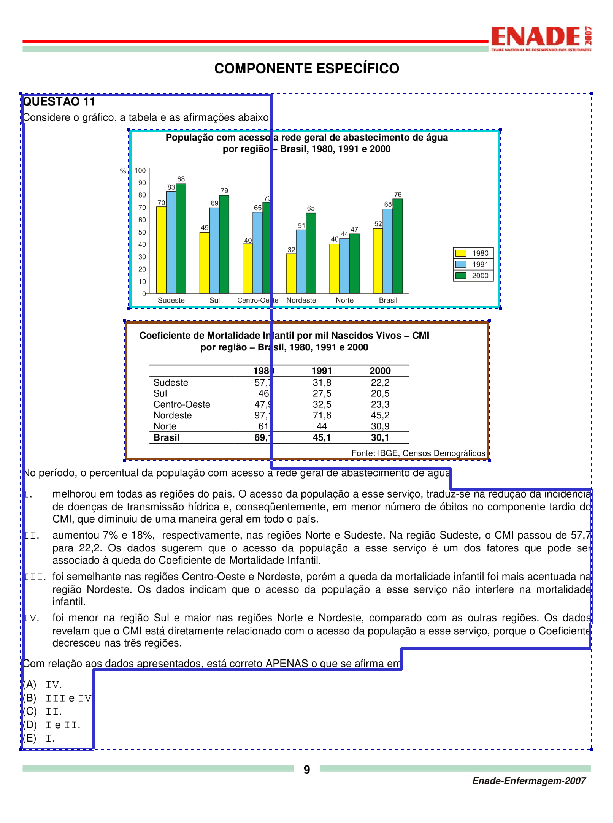 ENADE 2007
EXAME NACIONAL DE DESEMPENHO DOS ESTUDANTES
COMPONENTE ESPECÍFICO
QUESTÃO 11
Considere o gráfico, a tabela e as afirmações abaixo
População com acesso a rede geral de abastecimento de água
por região – Brasil, 1980, 1991 e 2000
%
100
90
80
70
60
50
40
30
20
10
0
70 83 88
49 69 79
40 66
32 51 65
40 44 47
52 68 76
Sudeste Sul Centro-Oeste Nordeste Norte Brasil
1980
1991
2000
Coeficiente de Mortalidade Infantil por mil Nascidos Vivos – CMI
por região – Brasil, 1980, 1991 e 2000
1980 1991 2000
Sudeste 57,7 31,8 22,2
Sul 46 27,5 20,5
Centro-Oeste 47,9 32,5 23,3
Nordeste 97,1 71,6 45,2
Norte 61 44 30,9
Brasil 69,1 45,1 30,1
Fonte: IBGE, Censos Demográficos
No período, o percentual da população com acesso a rede geral de abastecimento de água
I. melhorou em todas as regiões do país. O acesso da população a esse serviço, traduz-se na redução da incidência
de doenças de transmissão hídrica e, conseqüentemente, em menor número de óbitos no componente tardio do
CMI, que diminuiu de uma maneira geral em todo o país.
II. aumentou 7% e 18%, respectivamente, nas regiões Norte e Sudeste. Na região Sudeste, o CMI passou de 57,7
para 22,2. Os dados sugerem que o acesso da população a esse serviço é um dos fatores que pode ser
associado à queda do Coeficiente de Mortalidade Infantil.
III. foi semelhante nas regiões Centro-Oeste e Nordeste, porém a queda da mortalidade infantil foi mais acentuada na
região Nordeste. Os dados indicam que o acesso da população a esse serviço não interfere na mortalidade
infantil.
IV. foi menor na região Sul e maior nas regiões Norte e Nordeste, comparado com as outras regiões. Os dados
revelam que o CMI está diretamente relacionado com o acesso da população a esse serviço, porque o Coeficiente
decresceu nas três regiões.
Com relação aos dados apresentados, está correto APENAS o que se afirma em
(A) IV.
(B) III e IV
(C) II.
(D) I e II.
(E) I.
9
Enade-Enfermagem-2007